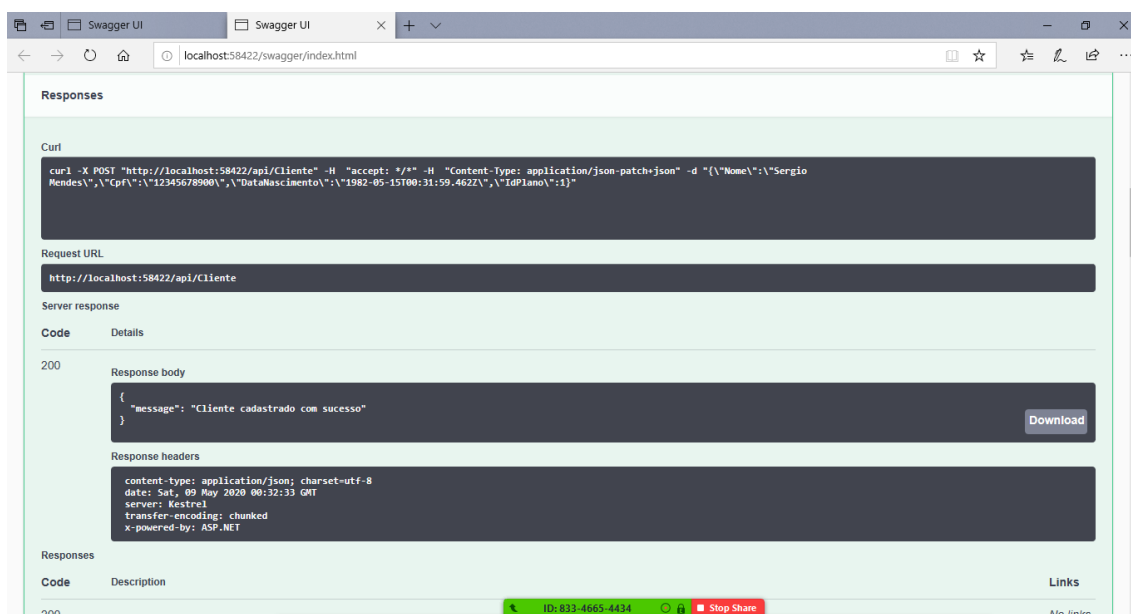 Swagger UI
Swagger UI
localhost:58422/swagger/index.html
Responses
Curl
curl -X POST "http://localhost:58422/api/Cliente" -H  "accept: */*" -H  "Content-Type: application/json-patch+json" -d "{\"Nome\":\"Sergio
Mendes\",\"Cpf\":\"12345678900\",\"DataNascimento\":\"1982-05-15T00:31:59.462Z\",\"IdPlano\":1}"
Request URL
http://localhost:58422/api/Cliente
Server response
Code Details
200
Response body
{
"message": "Cliente cadastrado com sucesso"
}
Download
Response headers
content-type: application/json; charset=utf-8
date: Sat, 09 May 2020 00:32:33 GMT
server: Kestrel
transfer-encoding: chunked
x-powered-by: ASP.NET
Responses
Code Description Links
200 No links
ID: 833-4665-4434 Stop Share